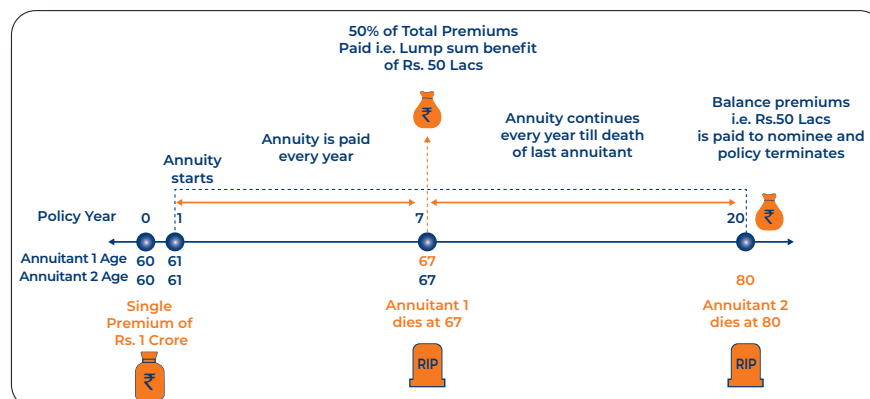 50% of Total Premiums
Paid i.e. Lump sum benefit
of Rs. 50 Lacs
₹
Annuity
starts
Annuity is paid
every year
Annuity continues
every year till death
of last annuitant
Balance premiums
i.e. Rs.50 Lacs
is paid to nominee and
policy terminates
₹
Policy Year 0 1 7 20
Annuitant 1 Age 60 61 67
Annuitant 2 Age 60 61 67 80
Single
Premium of
Rs. 1 Crore
₹
Annuitant 1
dies at 67
RIP
Annuitant 2
dies at 80
RIP